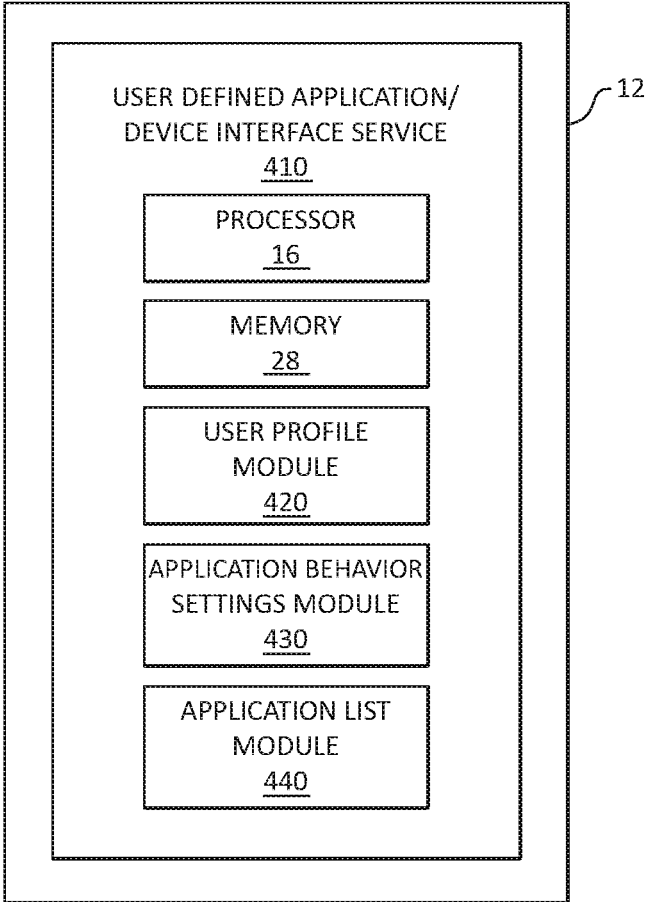 USER DEFINED APPLICATION/
DEVICE INTERFACE SERVICE
410
PROCESSOR
16
MEMORY
28
USER PROFILE
MODULE
420
APPLICATION BEHAVIOR
SETTINGS MODULE
430
APPLICATION LIST
MODULE
440
12